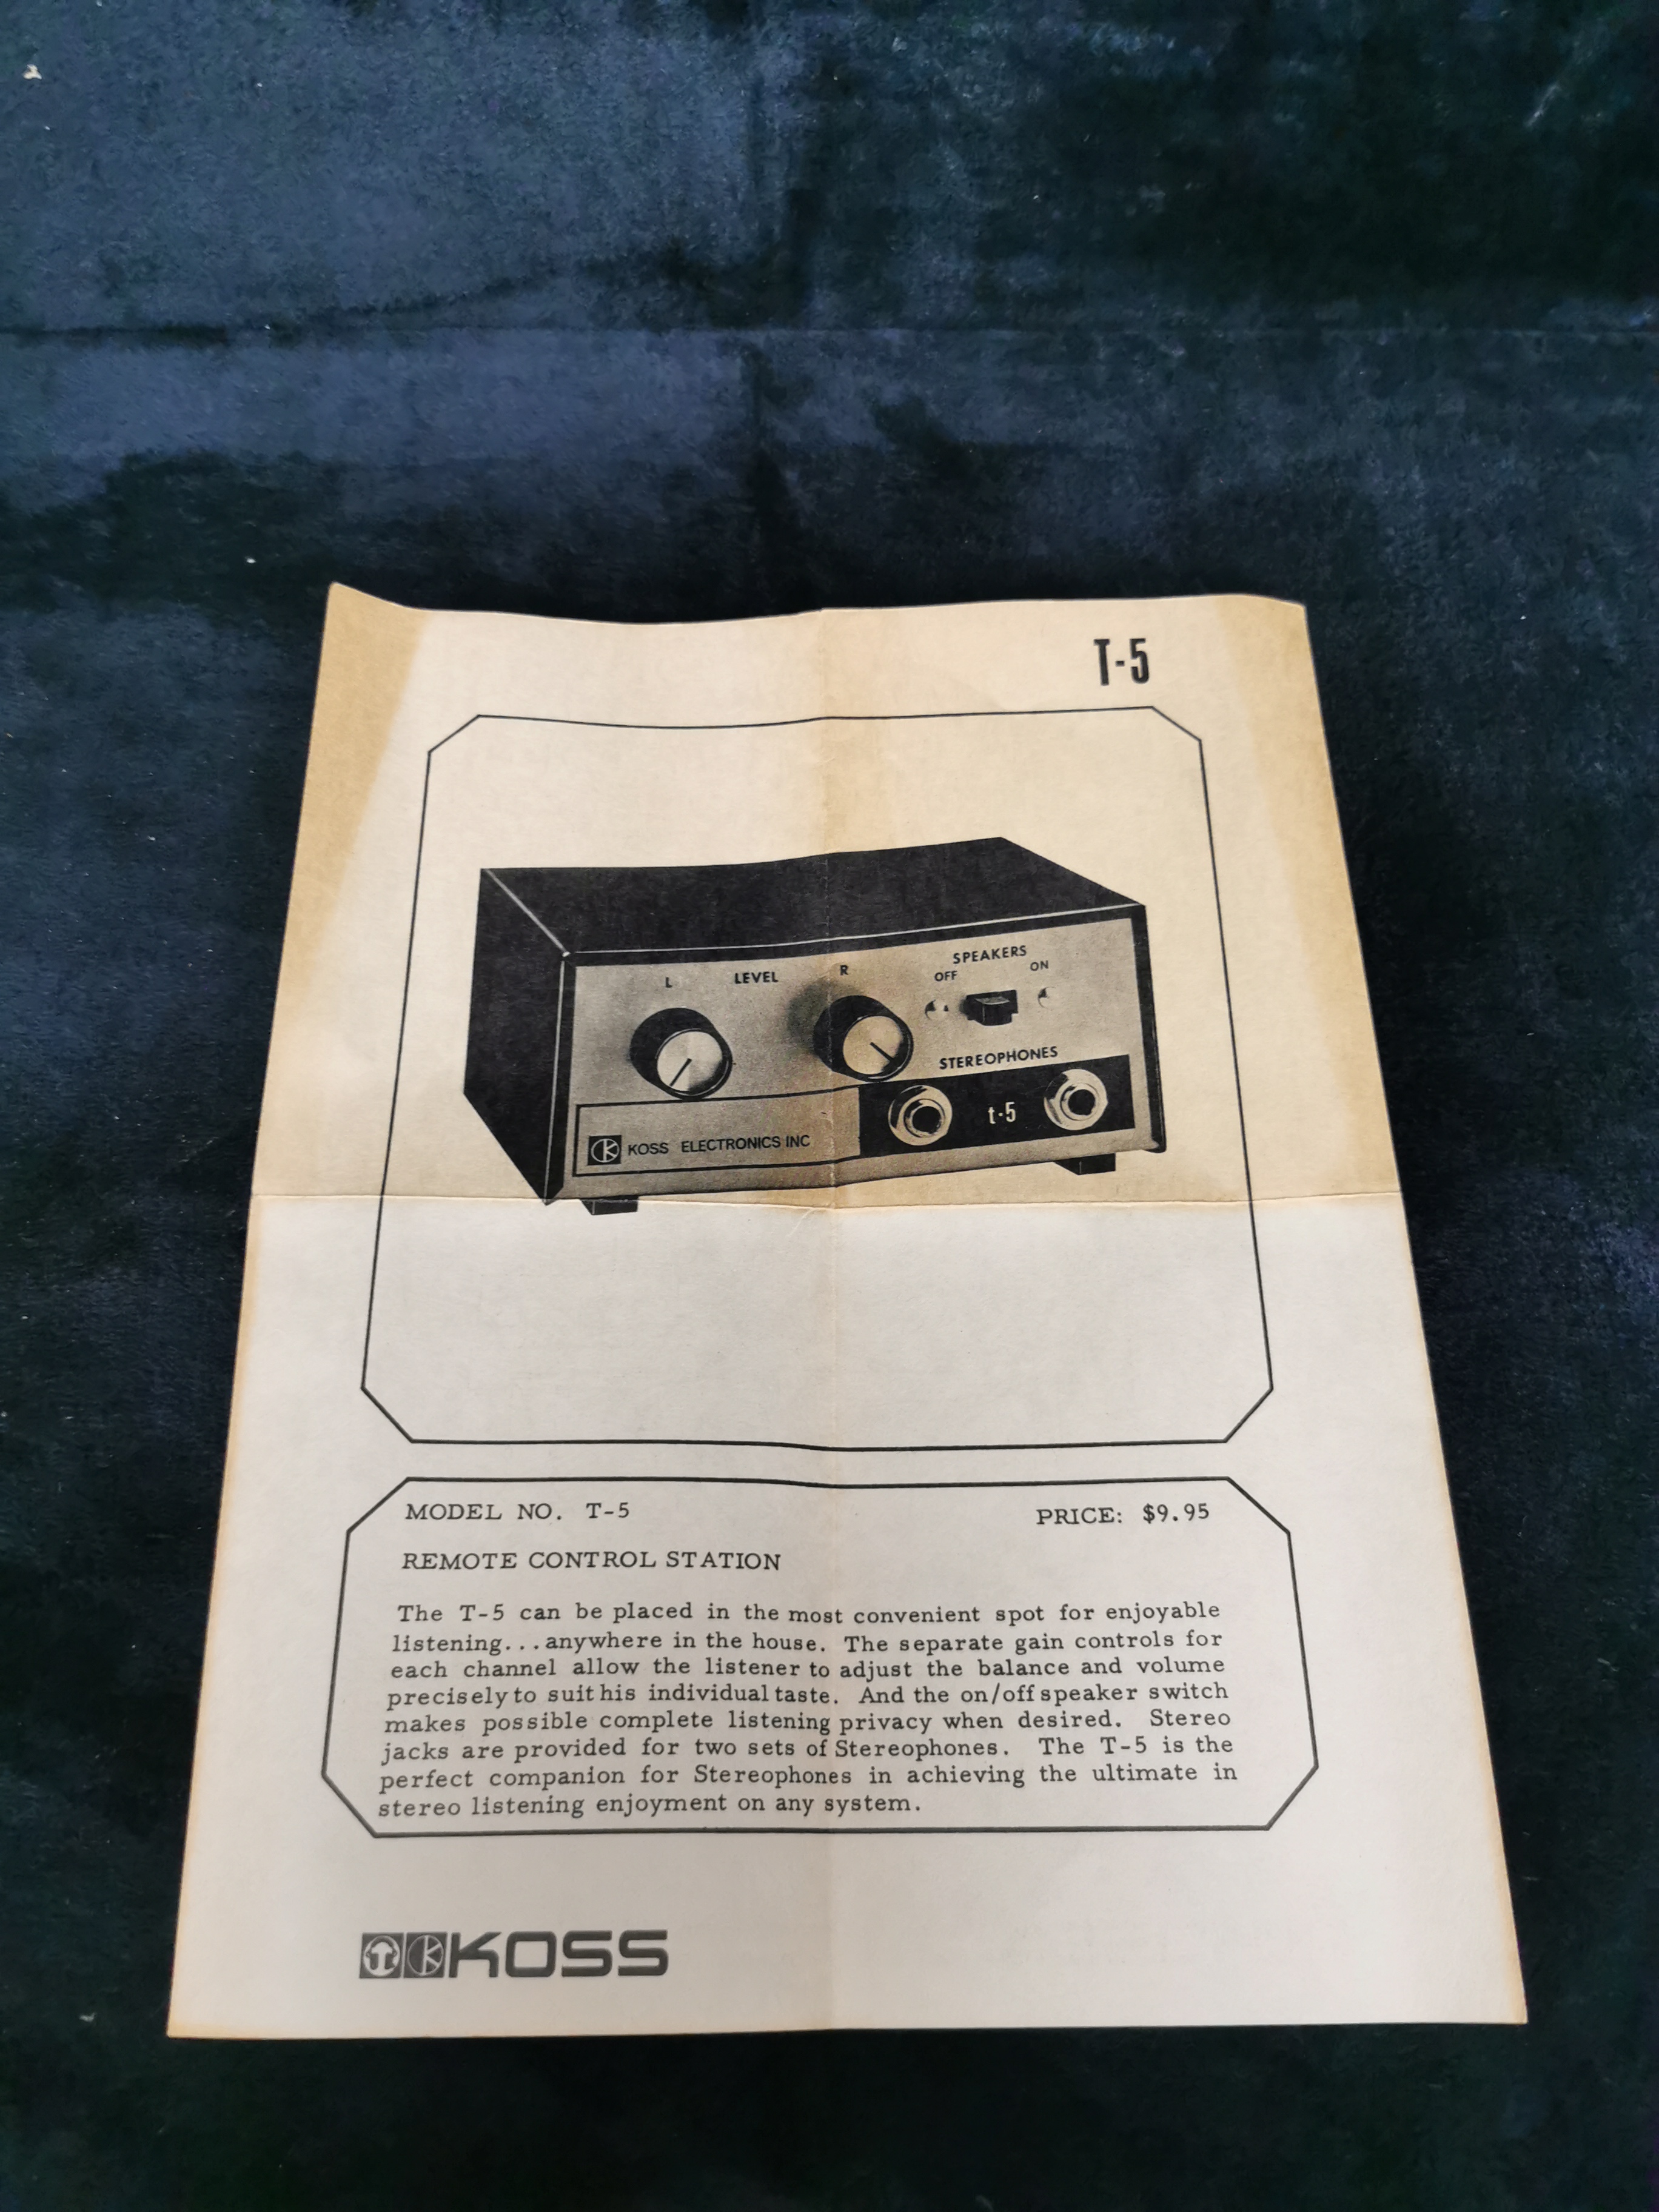 T-5
SPEAKERS
L LEVEL R OFF ON
STEREOPHONES
t·5
K KOSS ELECTRONICS INC
MODEL NO. T-5 PRICE: $9.95
REMOTE CONTROL STATION
The T-5 can be placed in the most convenient spot for enjoyable
listening...anywhere in the house. The separate gain controls for
each channel allow the listener to adjust the balance and volume
precisely to suit his individual taste. And the on/off speaker switch
makes possible complete listening privacy when desired. Stereo
jacks are provided for two sets of Stereophones. The T-5 is the
perfect companion for Stereophones in achieving the ultimate in
stereo listening enjoyment on any system.
K KOSS